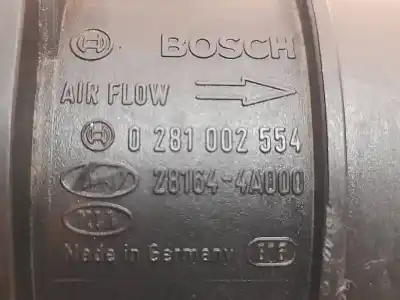 BOSCH
AIR FLOW
0 281 002 554
28164-4A000
Made in Germany